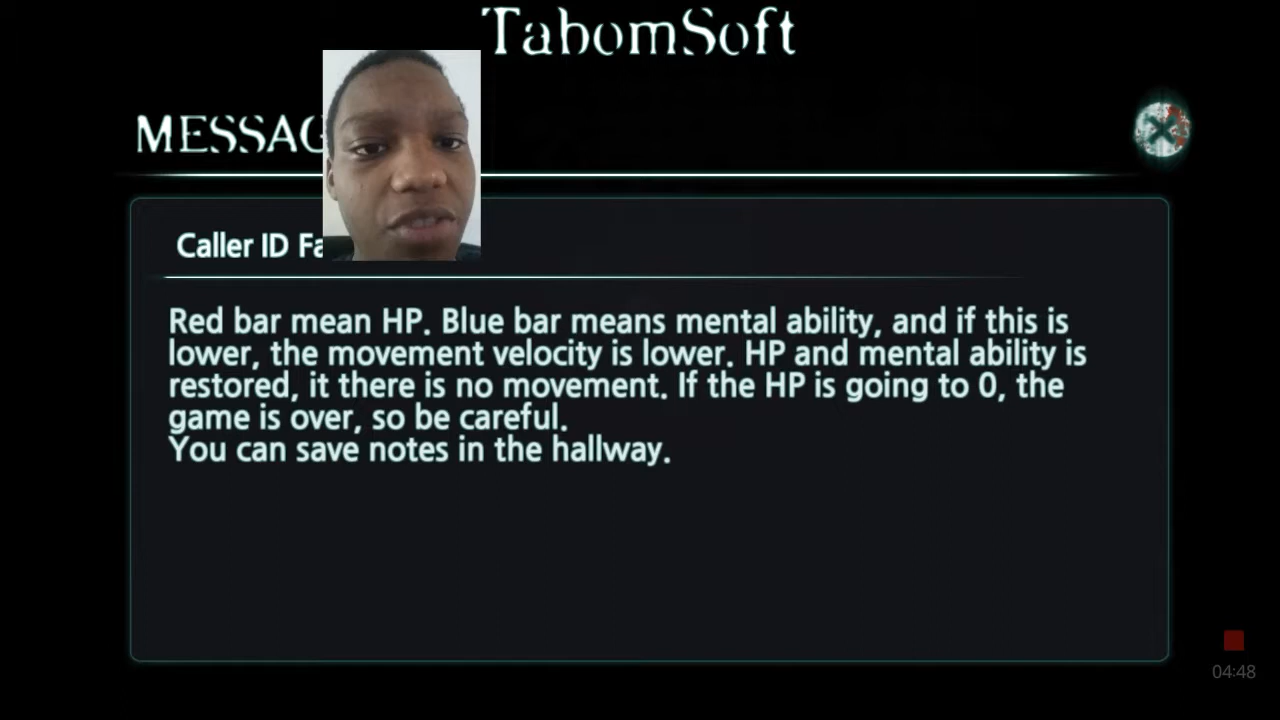 TabomSoft
MESSAG
Caller ID Fa
Red bar mean HP. Blue bar means mental ability, and if this is
lower, the movement velocity is lower. HP and mental ability is
restored, it there is no movement. If the HP is going to 0, the
game is over, so be careful.
You can save notes in the hallway.
04:48